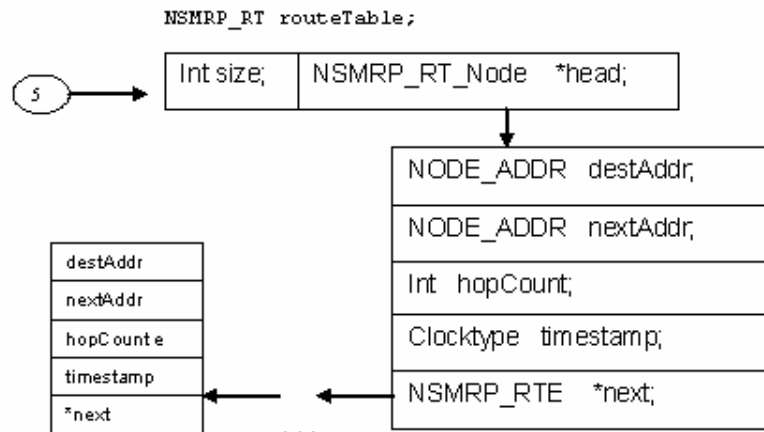 NSMRP_RT routeTable;
5
Int size; NSMRP_RT_Node *head;
NODE_ADDR destAddr;
NODE_ADDR nextAddr;
Int hopCount;
Clocktype timestamp;
NSMRP_RTE *next;
destAddr
nextAddr
hopCounte
timestamp
*next